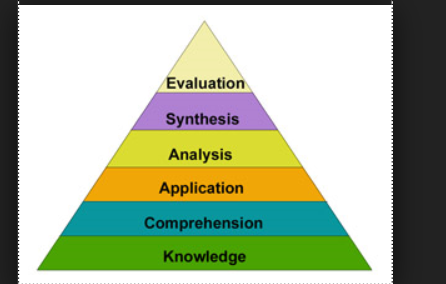 Evaluation
Synthesis
Analysis
Application
Comprehension
Knowledge